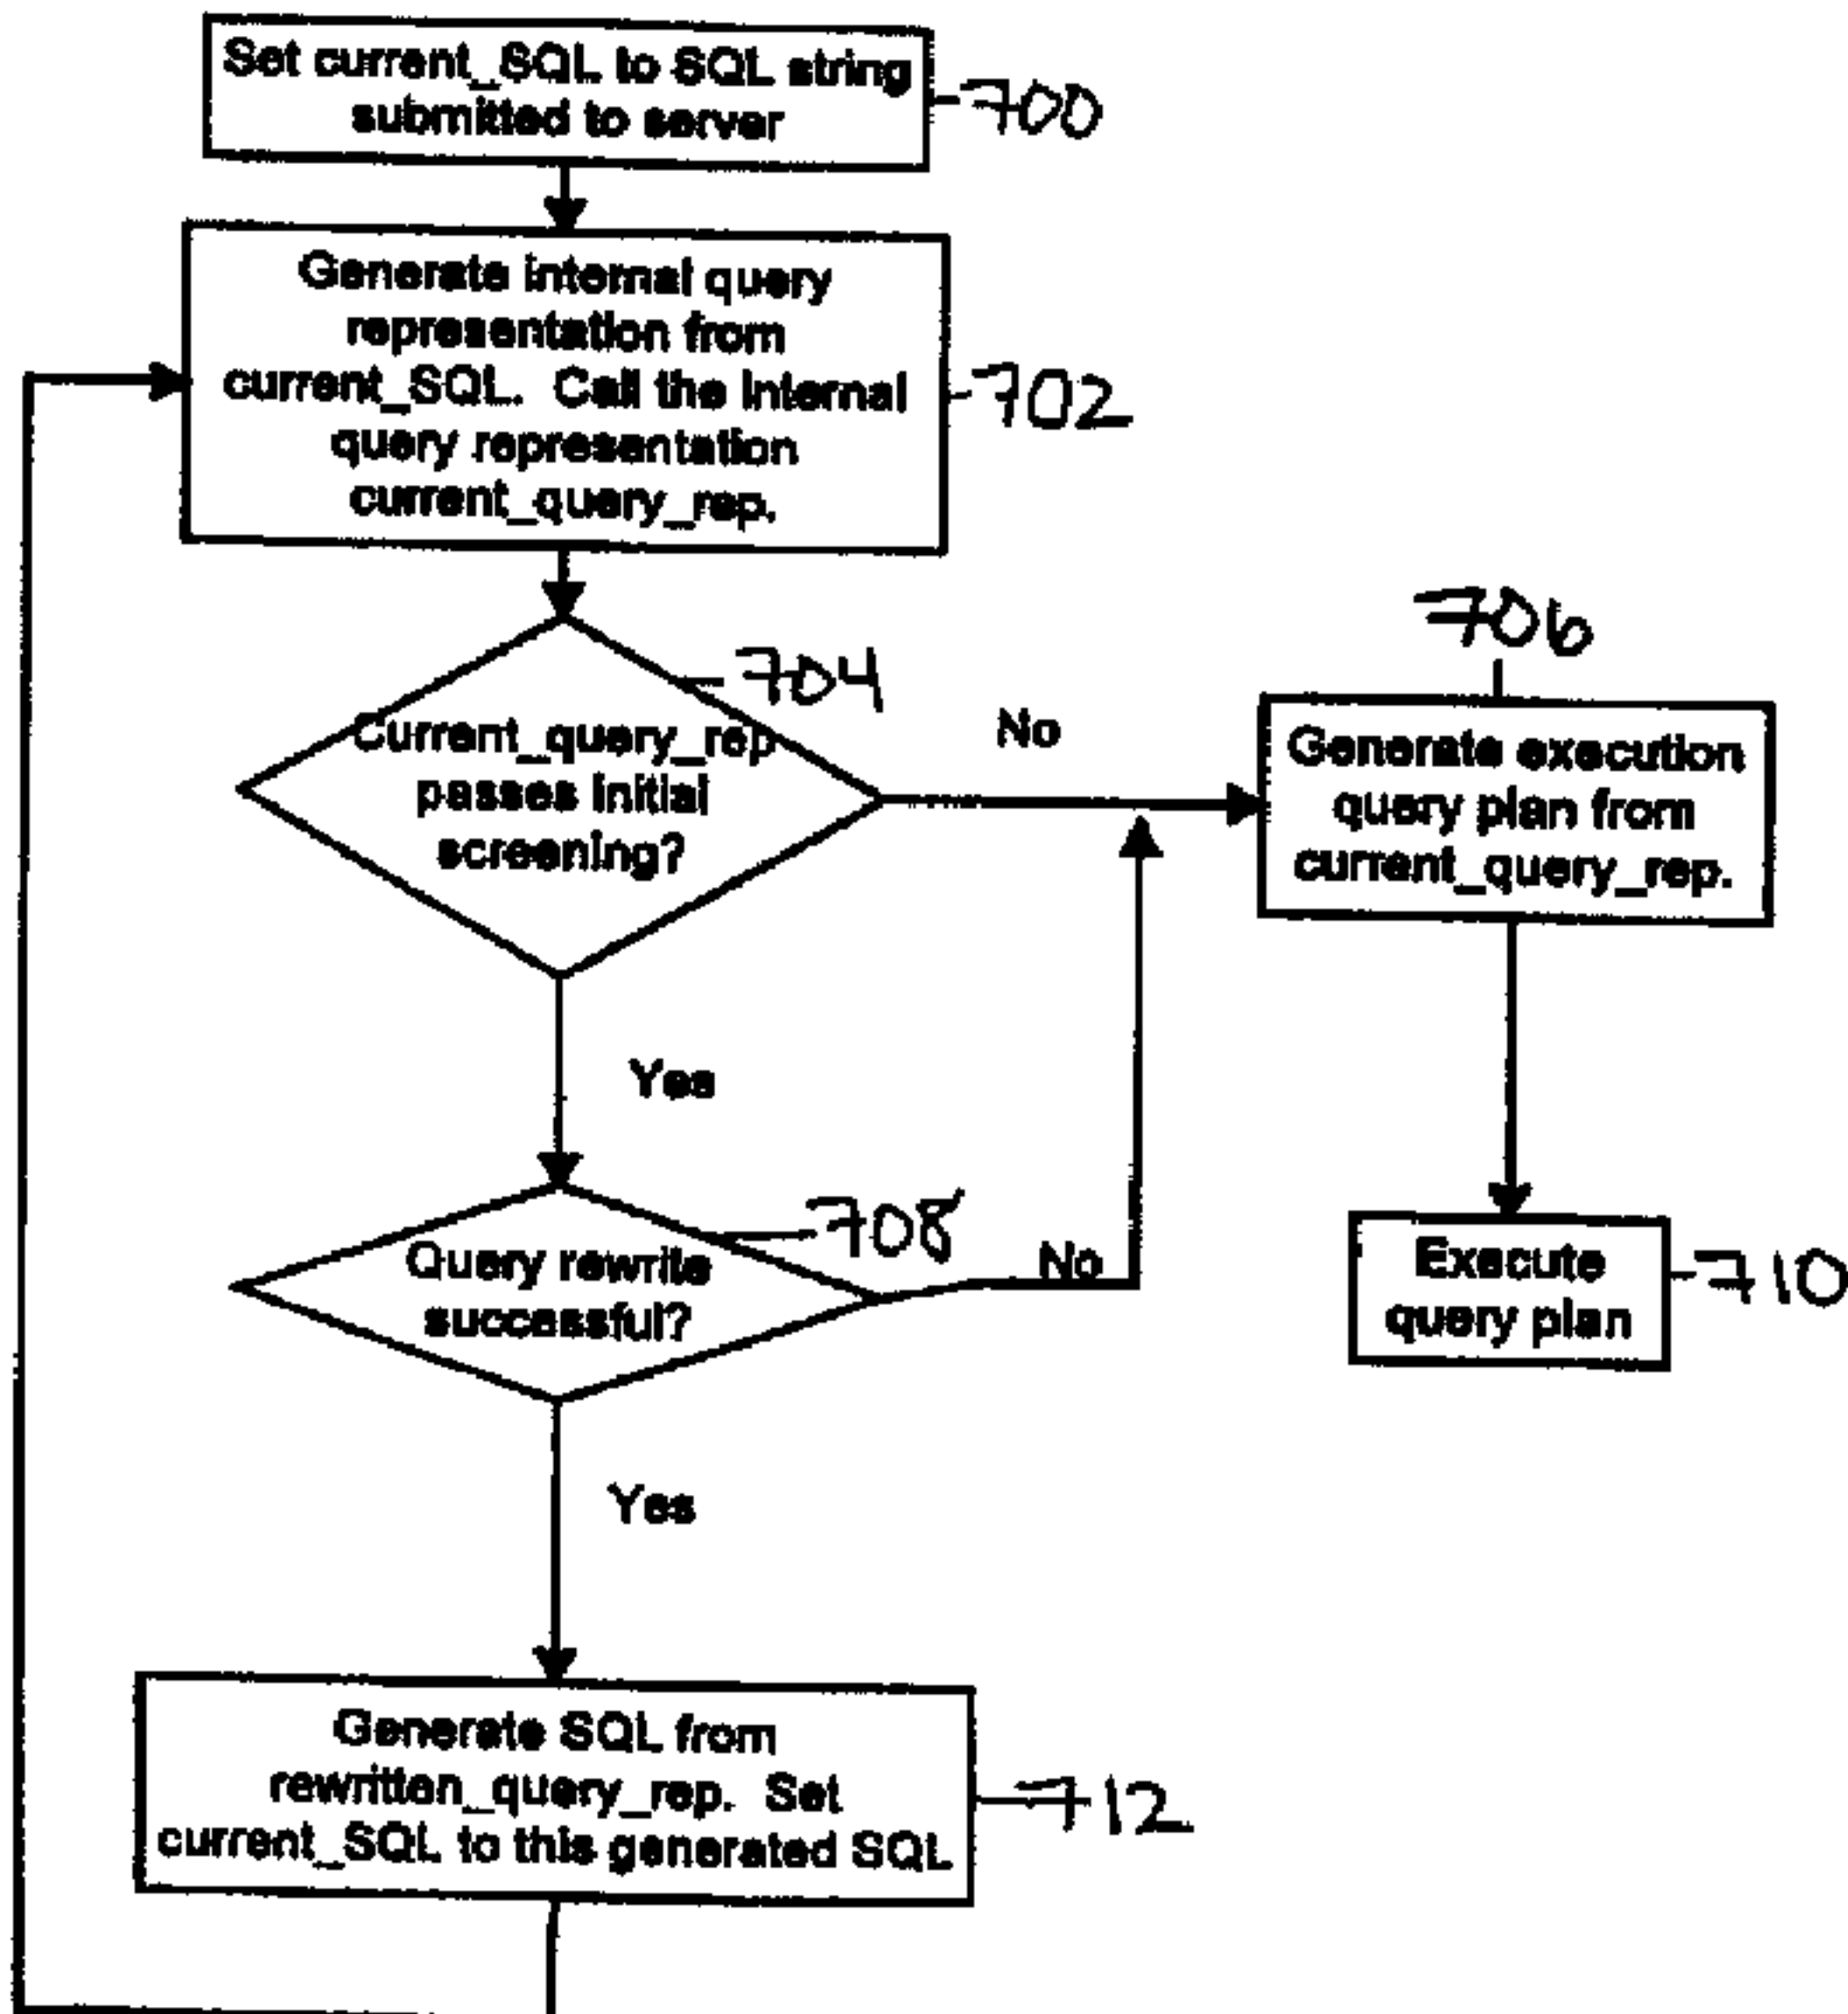 Set current_SQL to SQL string
submitted to server
700
Generate internal query
representation from
current_SQL. Call the internal
query representation
current_query_rep.
702
704
Current_query_rep
passes initial
screening?
No
706
Generate execution
query plan from
current_query_rep.
Yes
708
Query rewrite
successful?
No
Execute
query plan
710
Yes
Generate SQL from
rewritten_query_rep. Set
current_SQL to this generated SQL
712